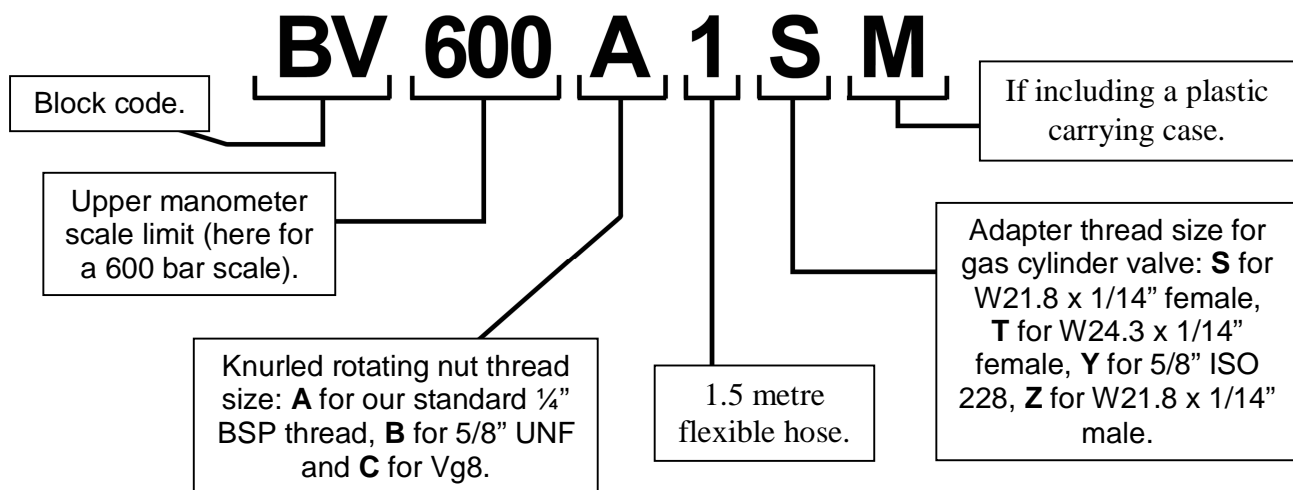 BV 600 A 1 S M
Block code.
If including a plastic
carrying case.
Upper manometer
scale limit (here for
a 600 bar scale).
Adapter thread size for
gas cylinder valve: S for
W21.8 x 1/14” female,
T for W24.3 x 1/14”
female, Y for 5/8” ISO
228, Z for W21.8 x 1/14”
male.
Knurled rotating nut thread
size: A for our standard ¼”
BSP thread, B for 5/8” UNF
and C for Vg8.
1.5 metre
flexible hose.